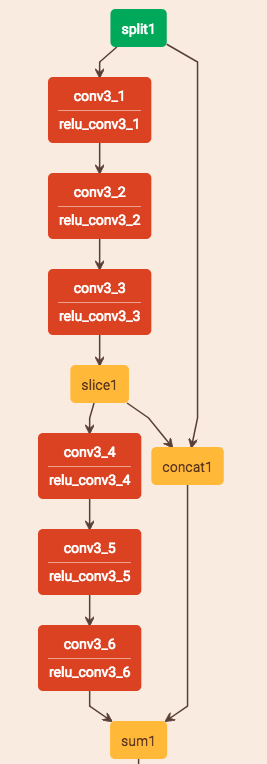 split1
conv3_1
relu_conv3_1
conv3_2
relu_conv3_2
conv3_3
relu_conv3_3
slice1
conv3_4
relu_conv3_4
concat1
conv3_5
relu_conv3_5
conv3_6
relu_conv3_6
sum1